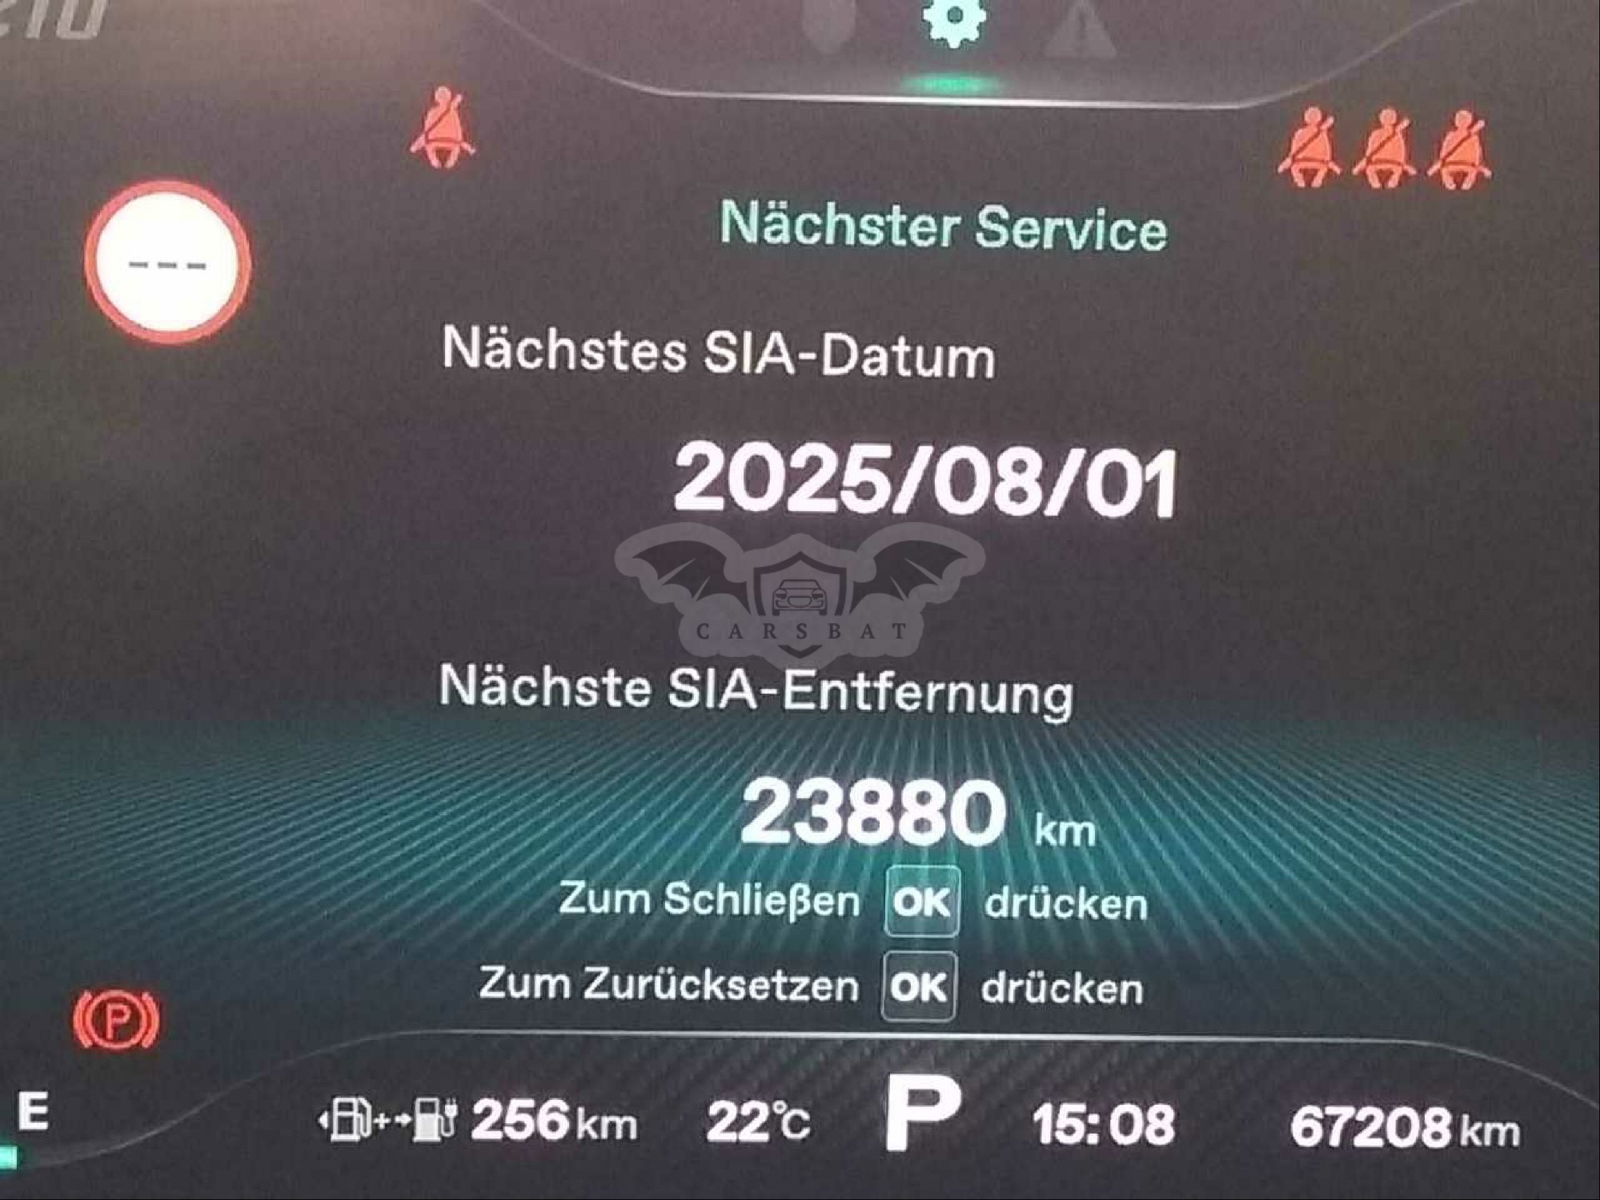 Nächster Service
---
Nächstes SIA-Datum
2025/08/01
CARSBAT
Nächste SIA-Entfernung
23880 km
Zum Schließen OK drücken
Zum Zurücksetzen OK drücken
P
E
256 km 22°C P 15:08 67208 km